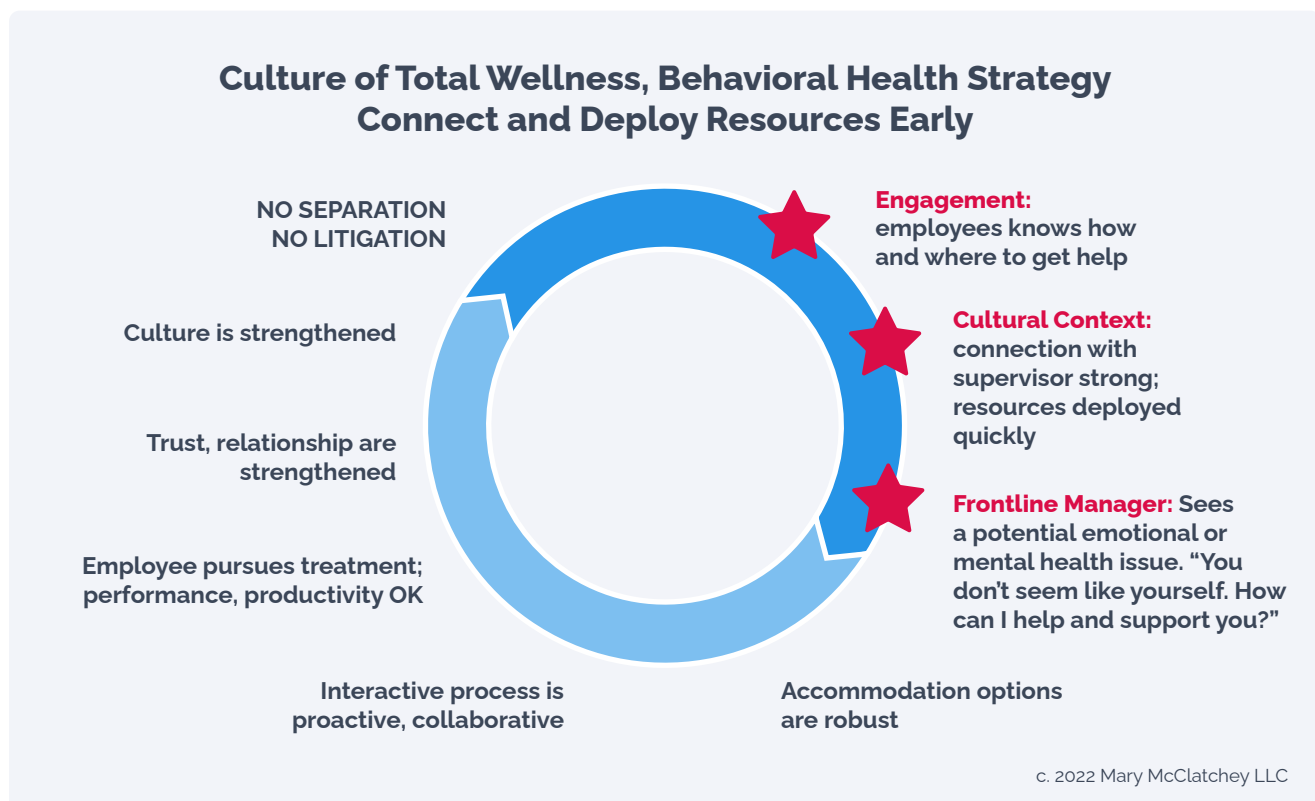 Culture of Total Wellness, Behavioral Health Strategy
Connect and Deploy Resources Early
Engagement:
employees knows how
and where to get help
Cultural Context:
connection with
supervisor strong;
resources deployed
quickly
Frontline Manager: Sees
a potential emotional or
mental health issue. “You
don’t seem like yourself. How
can I help and support you?”
Accommodation options
are robust
Interactive process is
proactive, collaborative
Employee pursues treatment;
performance, productivity OK
Trust, relationship are
strengthened
Culture is strengthened
NO SEPARATION
NO LITIGATION
c. 2022 Mary McClatchey LLC